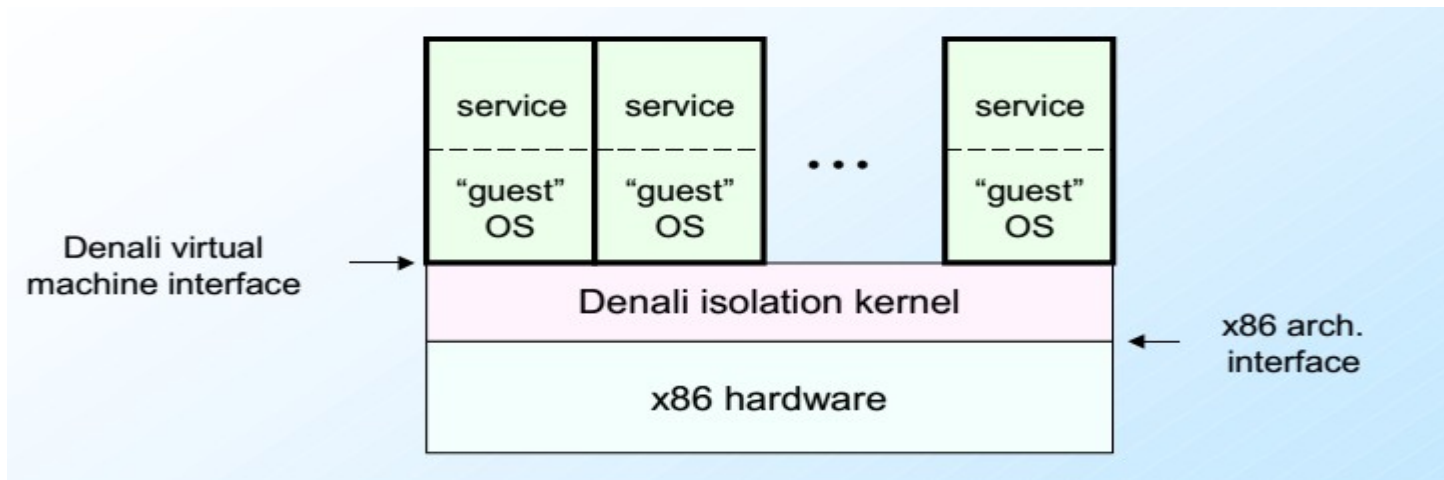 service
service
service
“guest”
OS
“guest”
OS
...
“guest”
OS
Denali virtual
machine interface
Denali isolation kernel
x86 arch.
interface
x86 hardware